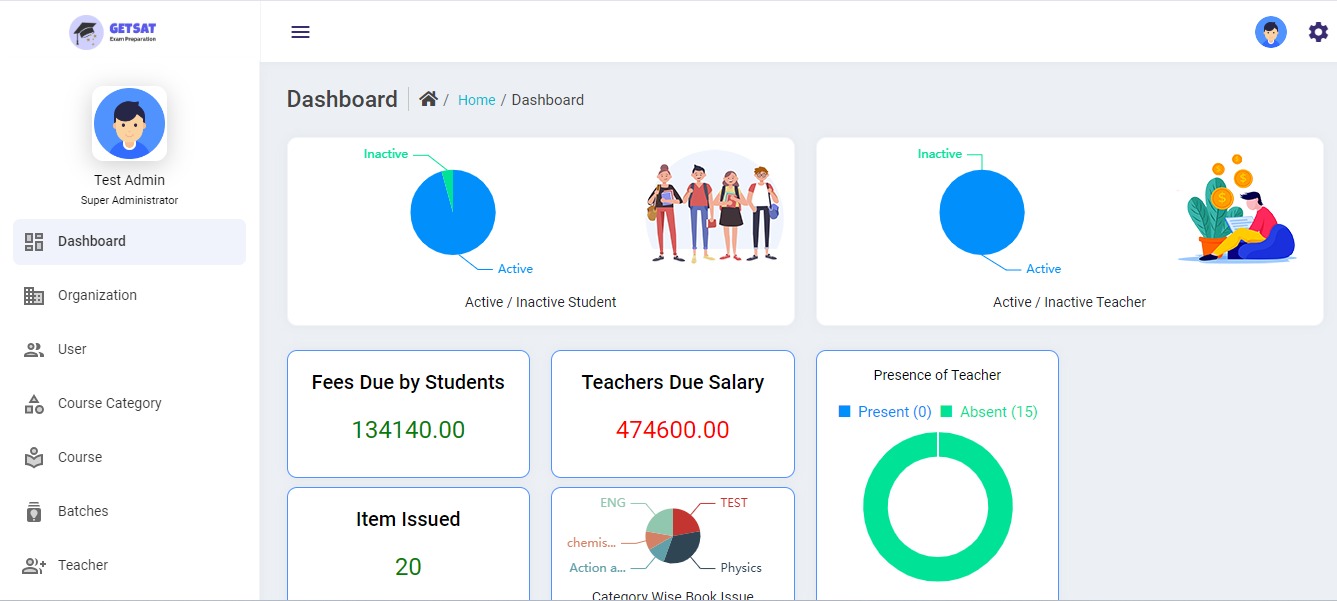 GETSAT
Exam Preparation
Test Admin
Super Administrator
Dashboard
Organization
User
Course Category
Course
Batches
Teacher
Dashboard / Home / Dashboard
Inactive
Active
Active / Inactive Student
Inactive
Active
Active / Inactive Teacher
Fees Due by Students
134140.00
Teachers Due Salary
474600.00
Presence of Teacher
Present (0) Absent (15)
Item Issued
20
ENG TEST
chemis...
Action a... Physics
Category Wise Book Issue